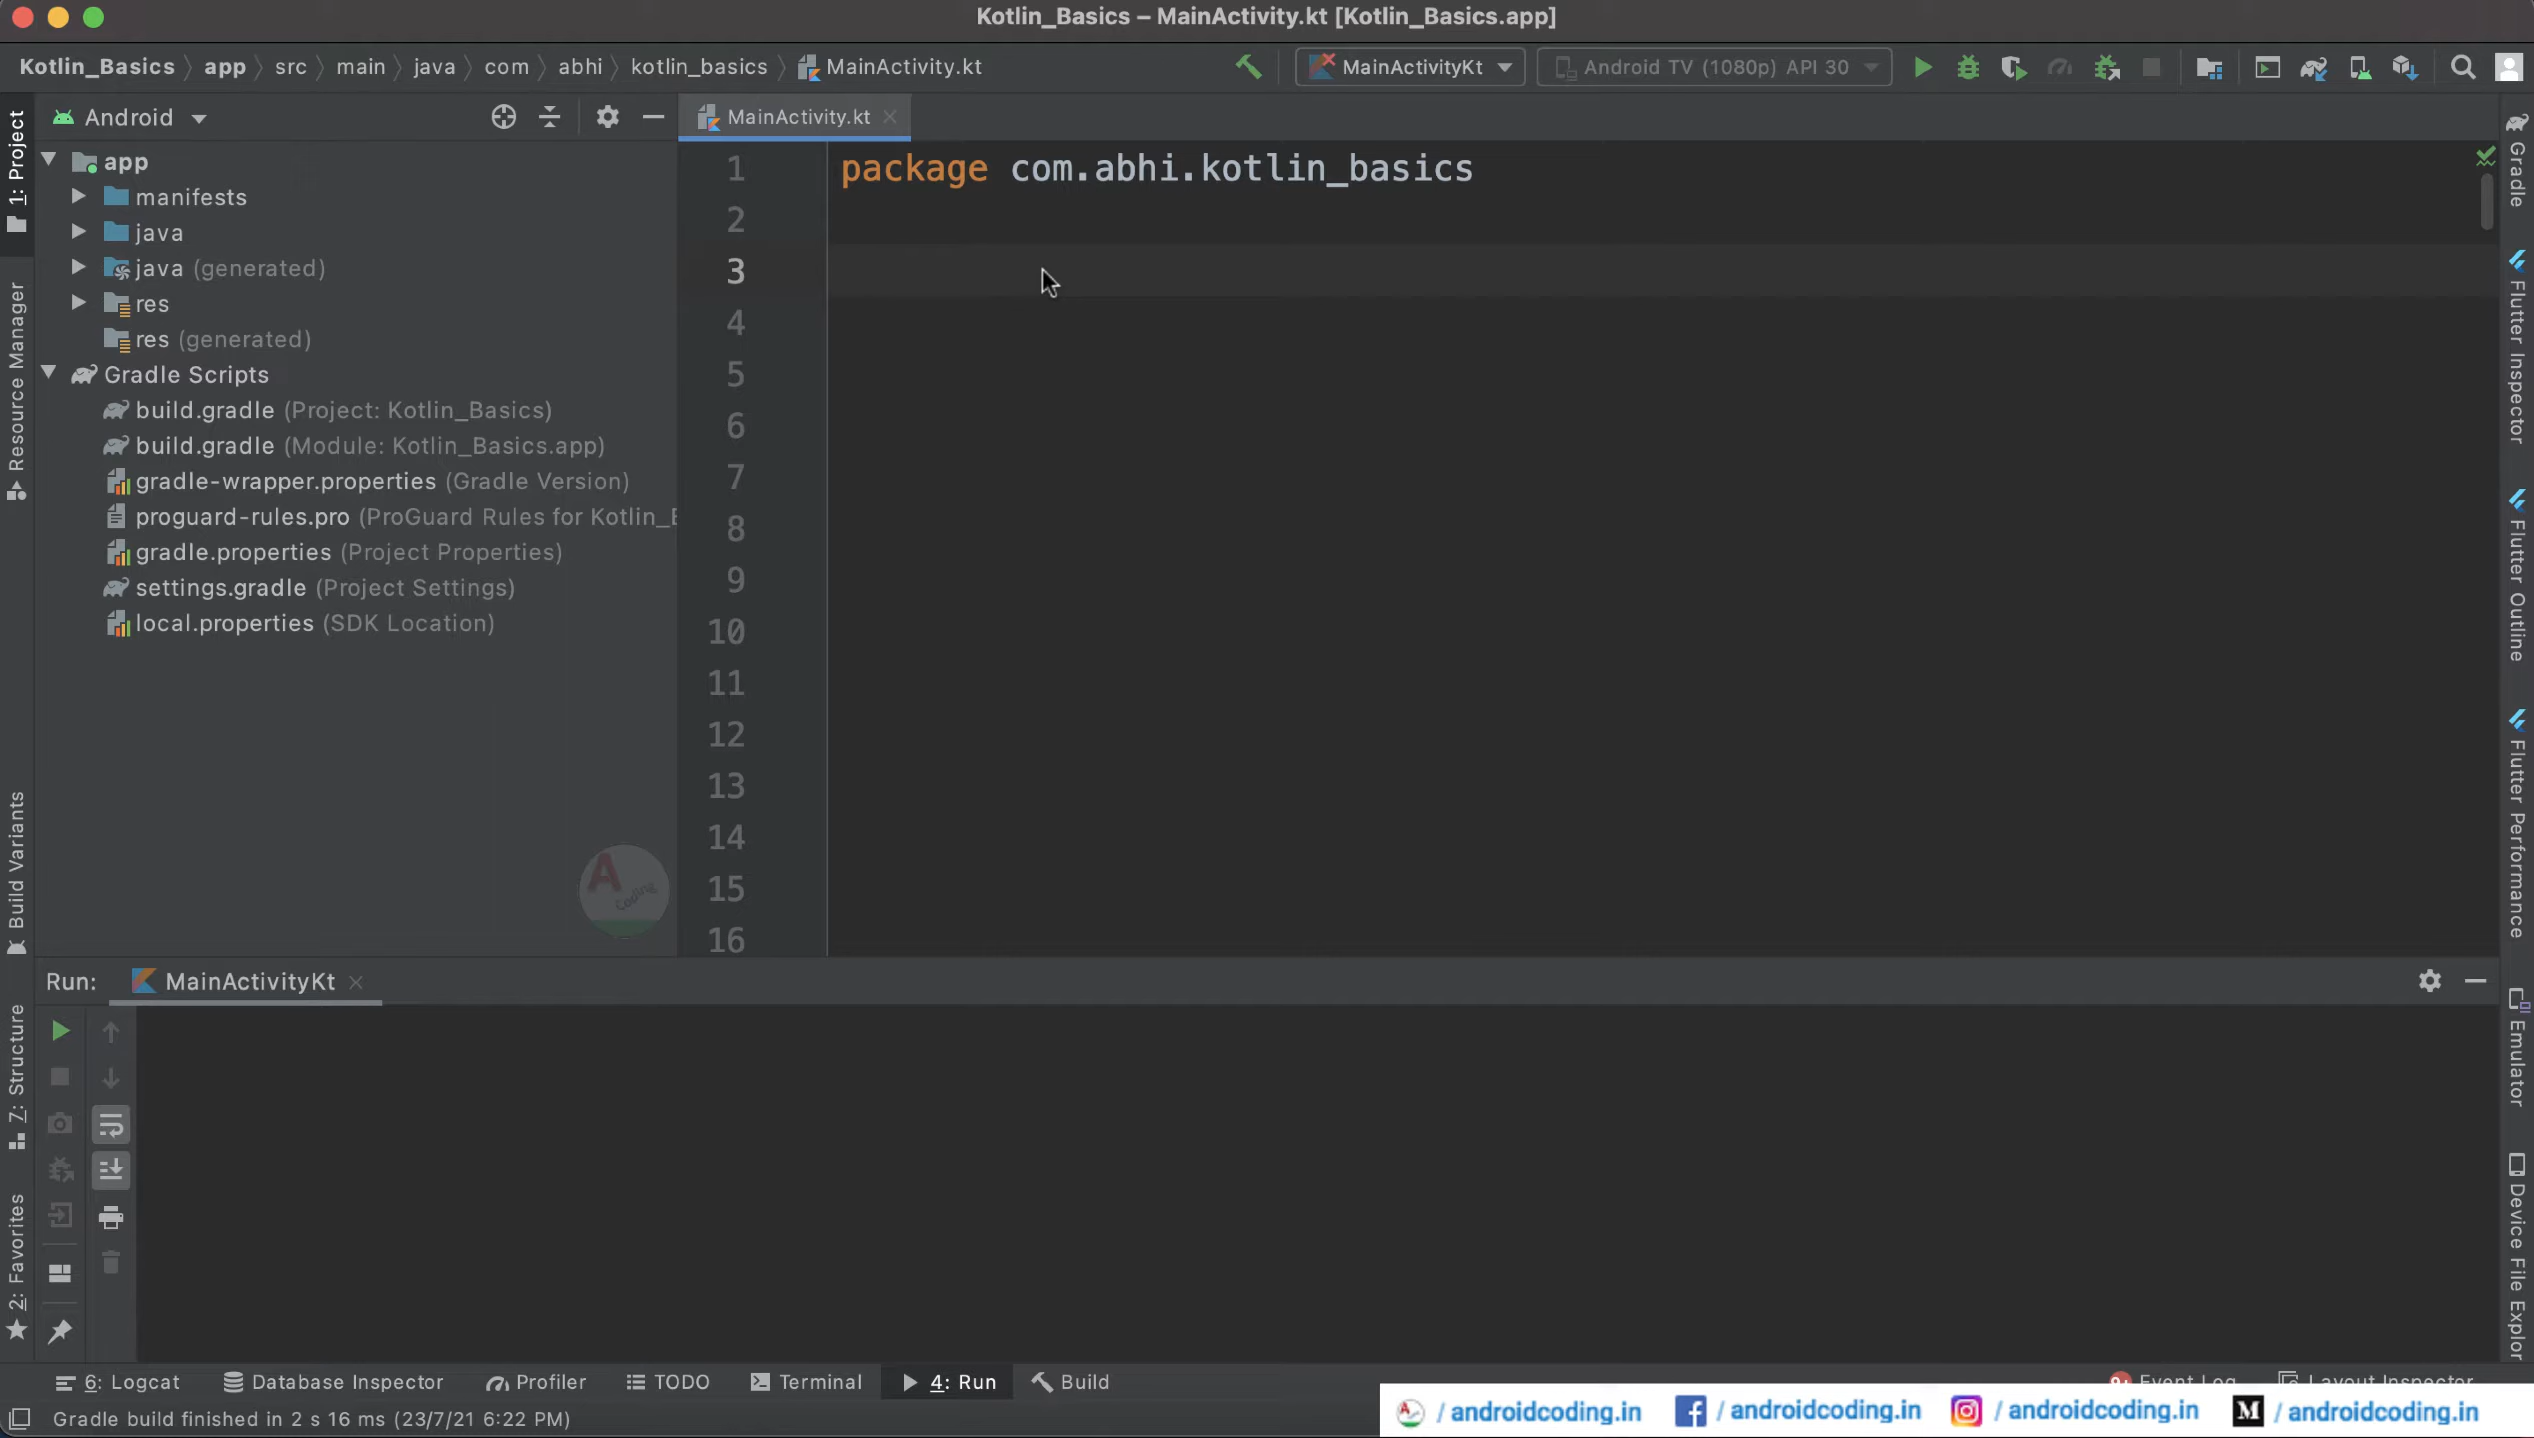 Kotlin_Basics – MainActivity.kt [Kotlin_Basics.app]
Kotlin_Basics app src main java com abhi kotlin_basics MainActivity.kt MainActivityKt Android TV (1080p) API 30
1: Project
Resource Manager
Build Variants
7: Structure
2: Favorites
Android
app
manifests
java
java (generated)
res
res (generated)
Gradle Scripts
build.gradle (Project: Kotlin_Basics)
build.gradle (Module: Kotlin_Basics.app)
gradle-wrapper.properties (Gradle Version)
proguard-rules.pro (ProGuard Rules for Kotlin_B
gradle.properties (Project Properties)
settings.gradle (Project Settings)
local.properties (SDK Location)
A Coding
MainActivity.kt
1 package com.abhi.kotlin_basics
2
3
4
5
6
7
8
9
10
11
12
13
14
15
16
Gradle
Flutter Inspector
Flutter Outline
Flutter Performance
Emulator
Device File Explor
Run: MainActivityKt
6: Logcat Database Inspector Profiler TODO Terminal 4: Run Build Event Log Layout Inspector
Gradle build finished in 2 s 16 ms (23/7/21 6:22 PM)
/ androidcoding.in / androidcoding.in / androidcoding.in M / androidcoding.in